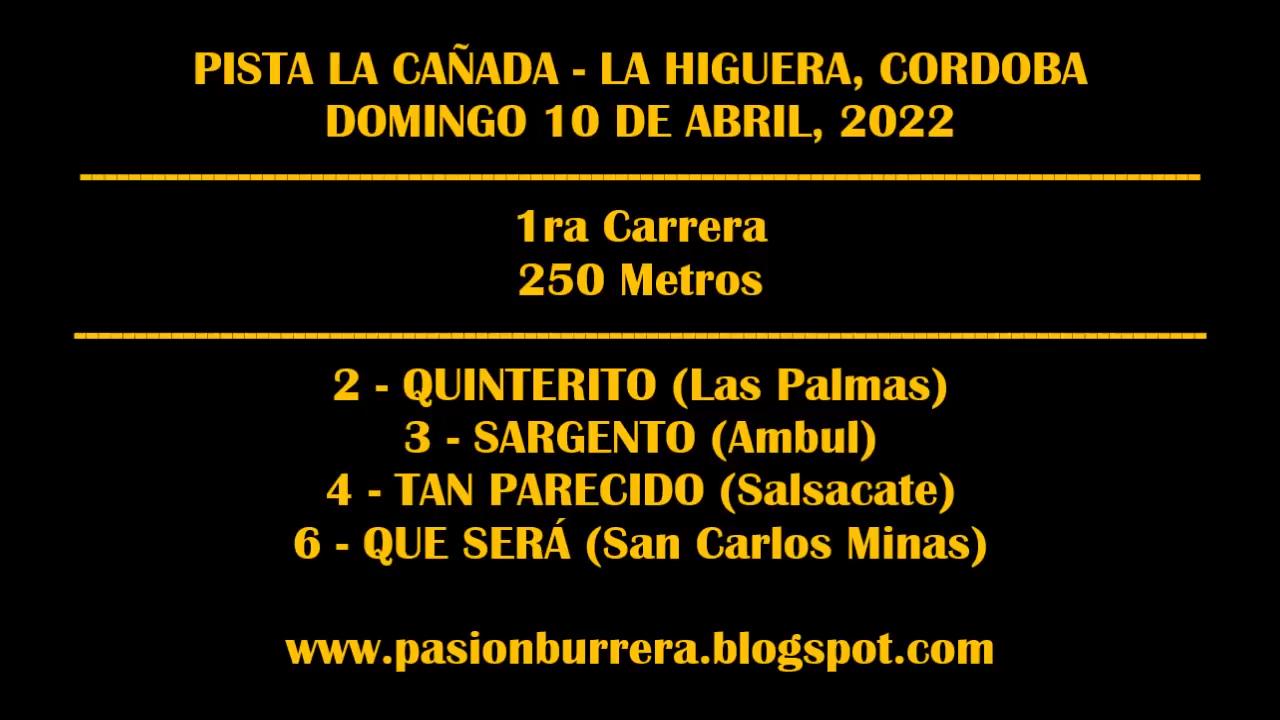 PISTA LA CAÑADA - LA HIGUERA, CORDOBA
DOMINGO 10 DE ABRIL, 2022
1ra Carrera
250 Metros
2 - QUINTERITO (Las Palmas)
3 - SARGENTO (Ambul)
4 - TAN PARECIDO (Salsacate)
6 - QUE SERÁ (San Carlos Minas)
www.pasionburrera.blogspot.com